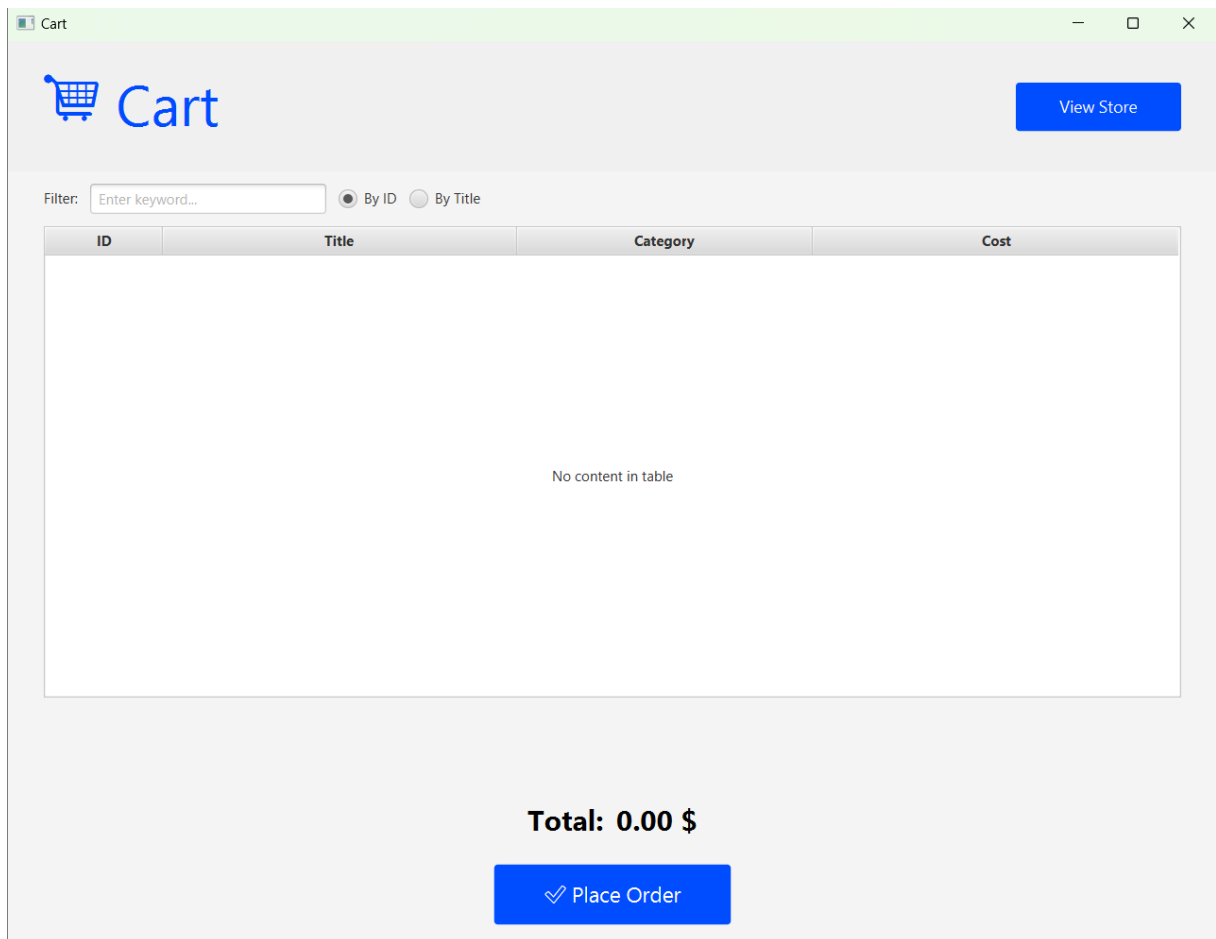 Cart
Cart
View Store
Filter: Enter keyword... By ID By Title
ID Title Category Cost
No content in table
Total: 0.00 $
Place Order